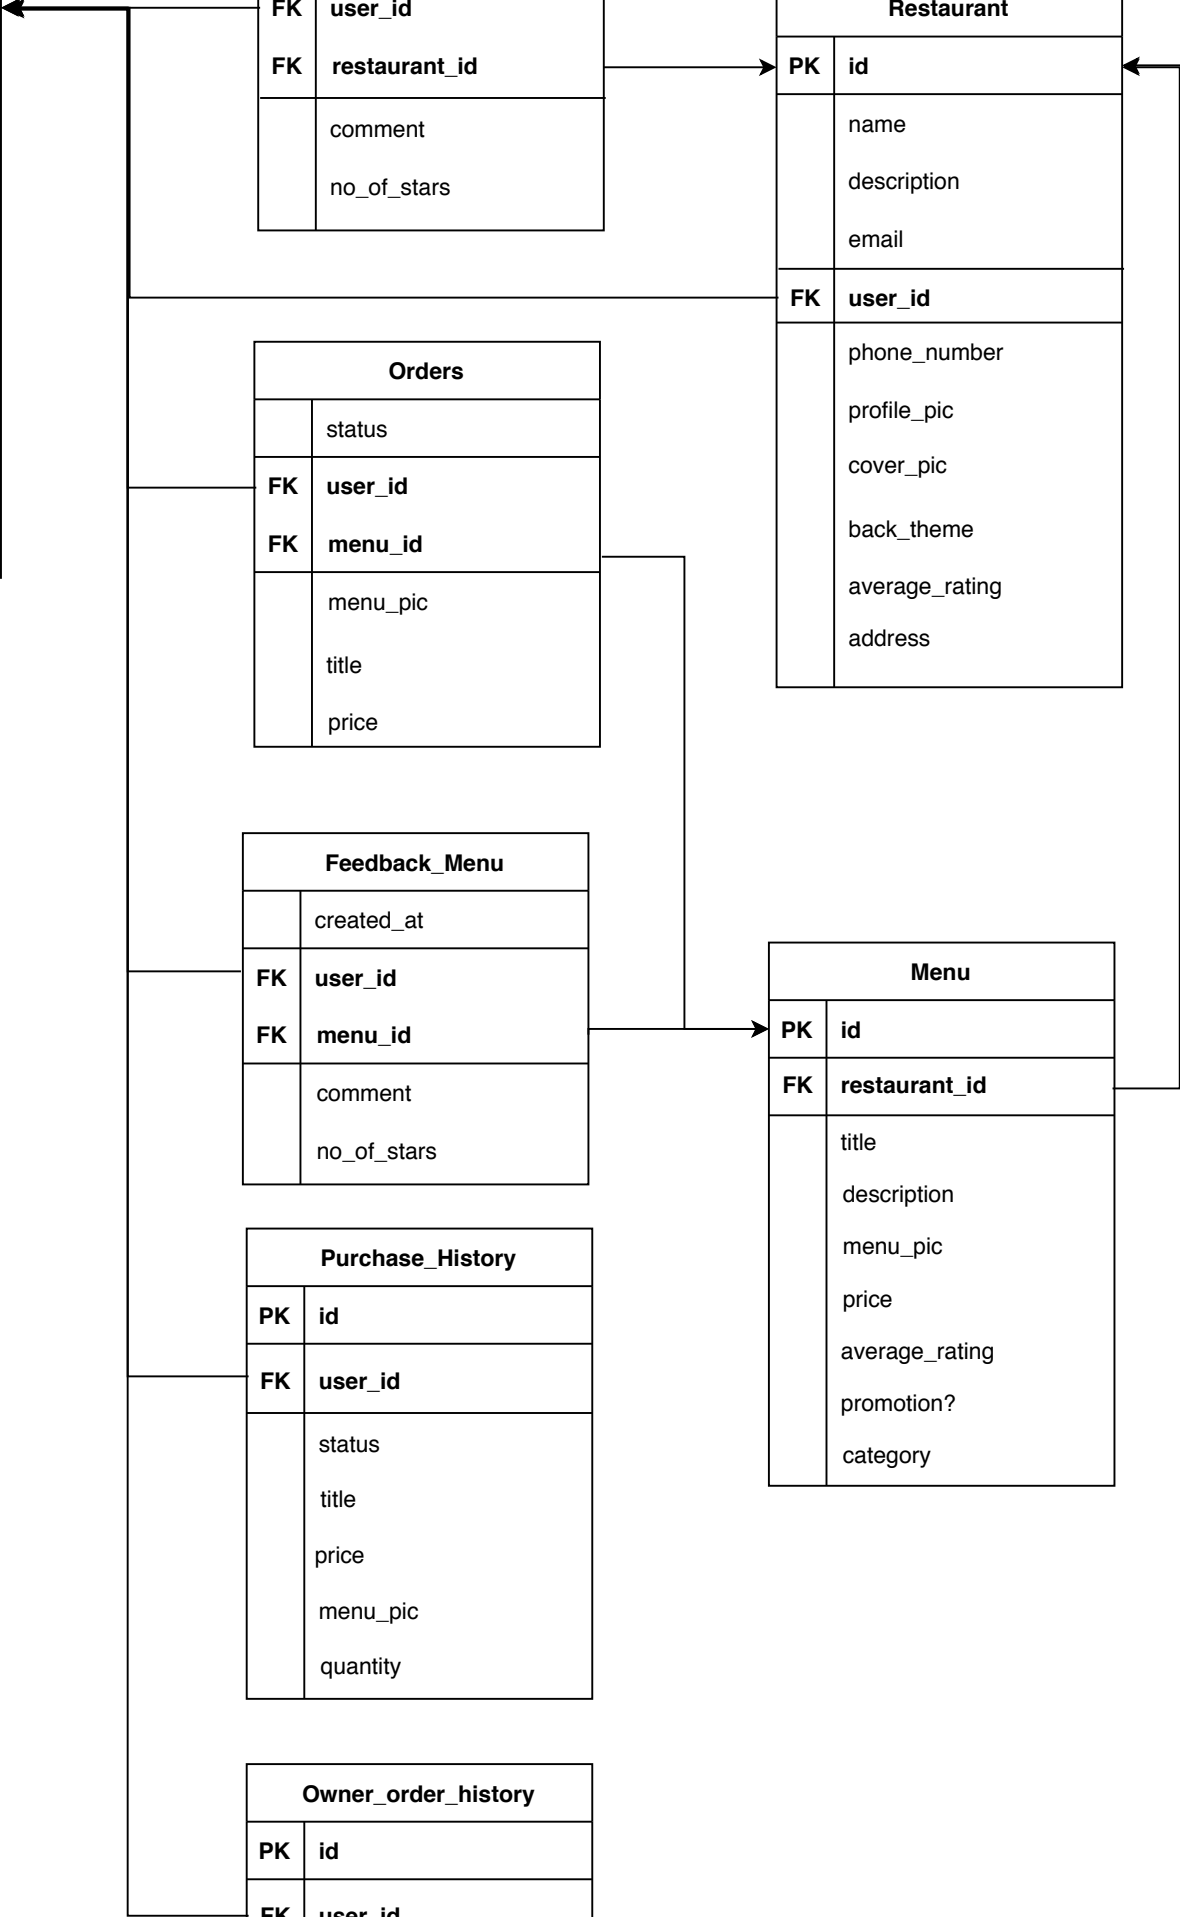 FK user_id
FK restaurant_id
comment
no_of_stars
Restaurant
PK id
name
description
email
FK user_id
phone_number
profile_pic
cover_pic
back_theme
average_rating
address
Orders
status
FK user_id
FK menu_id
menu_pic
title
price
Feedback_Menu
created_at
FK user_id
FK menu_id
comment
no_of_stars
Menu
PK id
FK restaurant_id
title
description
menu_pic
price
average_rating
promotion?
category
Purchase_History
PK id
FK user_id
status
title
price
menu_pic
quantity
Owner_order_history
PK id
FK user_id